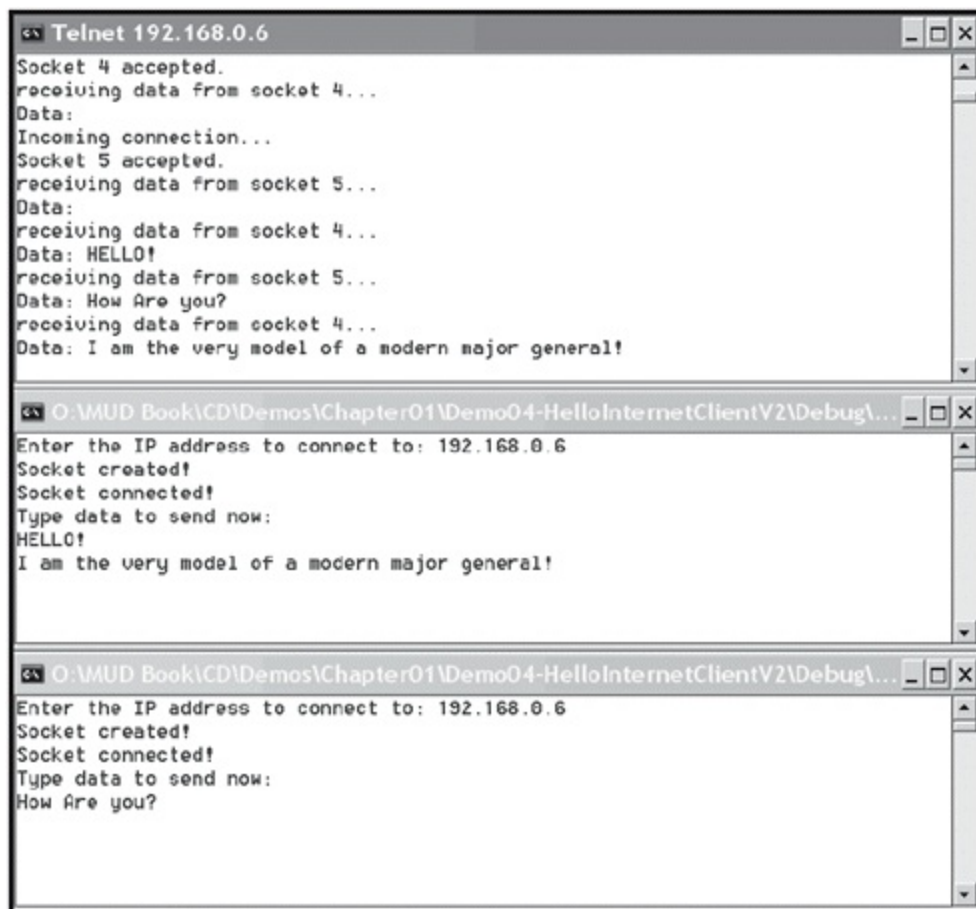 Telnet 192.168.0.6
Socket 4 accepted.
receiving data from socket 4...
Data:
Incoming connection...
Socket 5 accepted.
receiving data from socket 5...
Data:
receiving data from socket 4...
Data: HELLO!
receiving data from socket 5...
Data: How Are you?
receiving data from socket 4...
Data: I am the very model of a modern major general!
O:\MUD Book\CD\Demos\Chapter01\Demo04-HelloInternetClientV2\Debug\...
Enter the IP address to connect to: 192.168.0.6
Socket created!
Socket connected!
Type data to send now:
HELLO!
I am the very model of a modern major general!
O:\MUD Book\CD\Demos\Chapter01\Demo04-HelloInternetClientV2\Debug\...
Enter the IP address to connect to: 192.168.0.6
Socket created!
Socket connected!
Type data to send now:
How Are you?